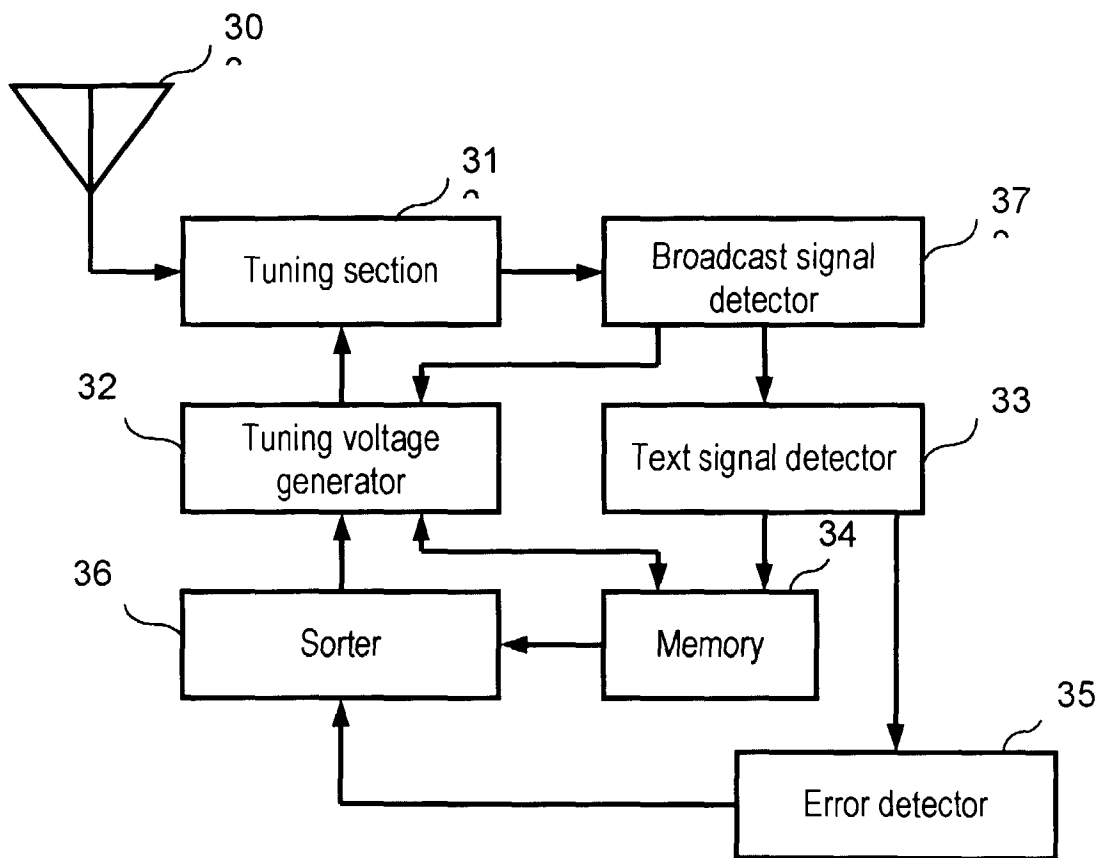 30
31
Tuning section
37
Broadcast signal
detector
32
Tuning voltage
generator
33
Text signal detector
34
Memory
36
Sorter
35
Error detector